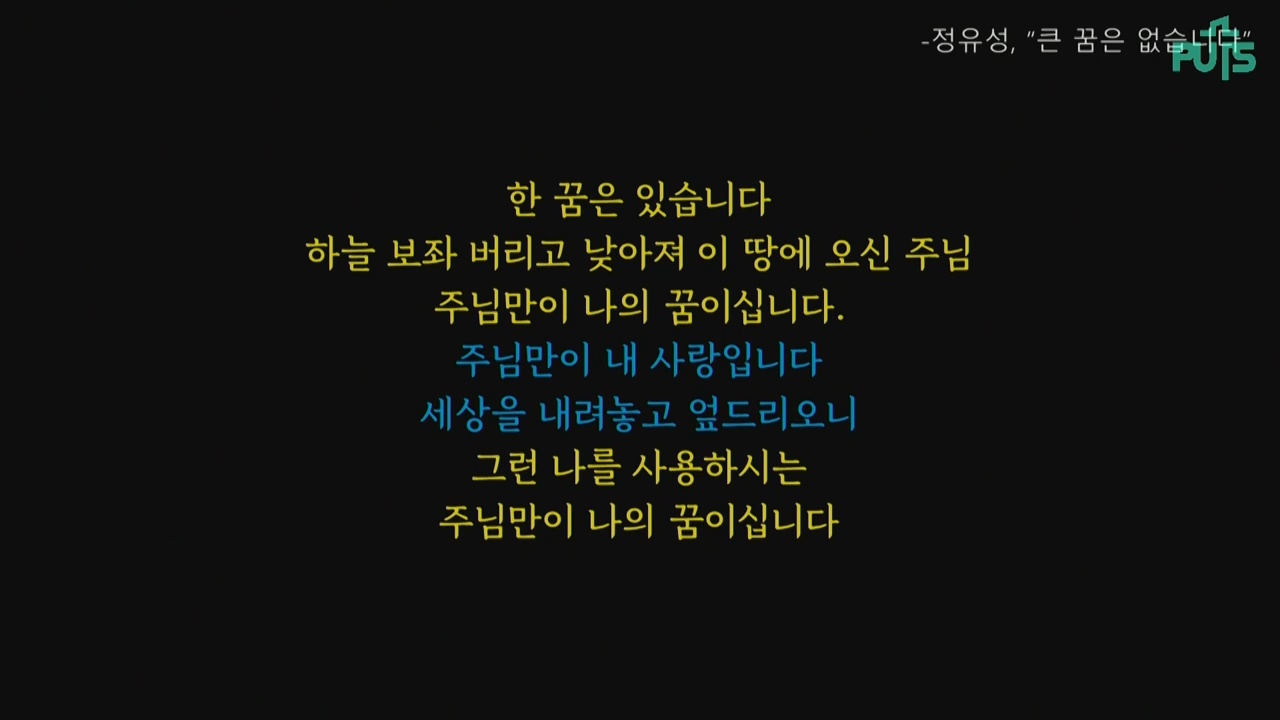 -정유성, “큰 꿈은 없습니다”
PUTS
한 꿈은 있습니다
하늘 보좌 버리고 낮아져 이 땅에 오신 주님
주님만이 나의 꿈이십니다.
주님만이 내 사랑입니다
세상을 내려놓고 엎드리오니
그런 나를 사용하시는
주님만이 나의 꿈이십니다